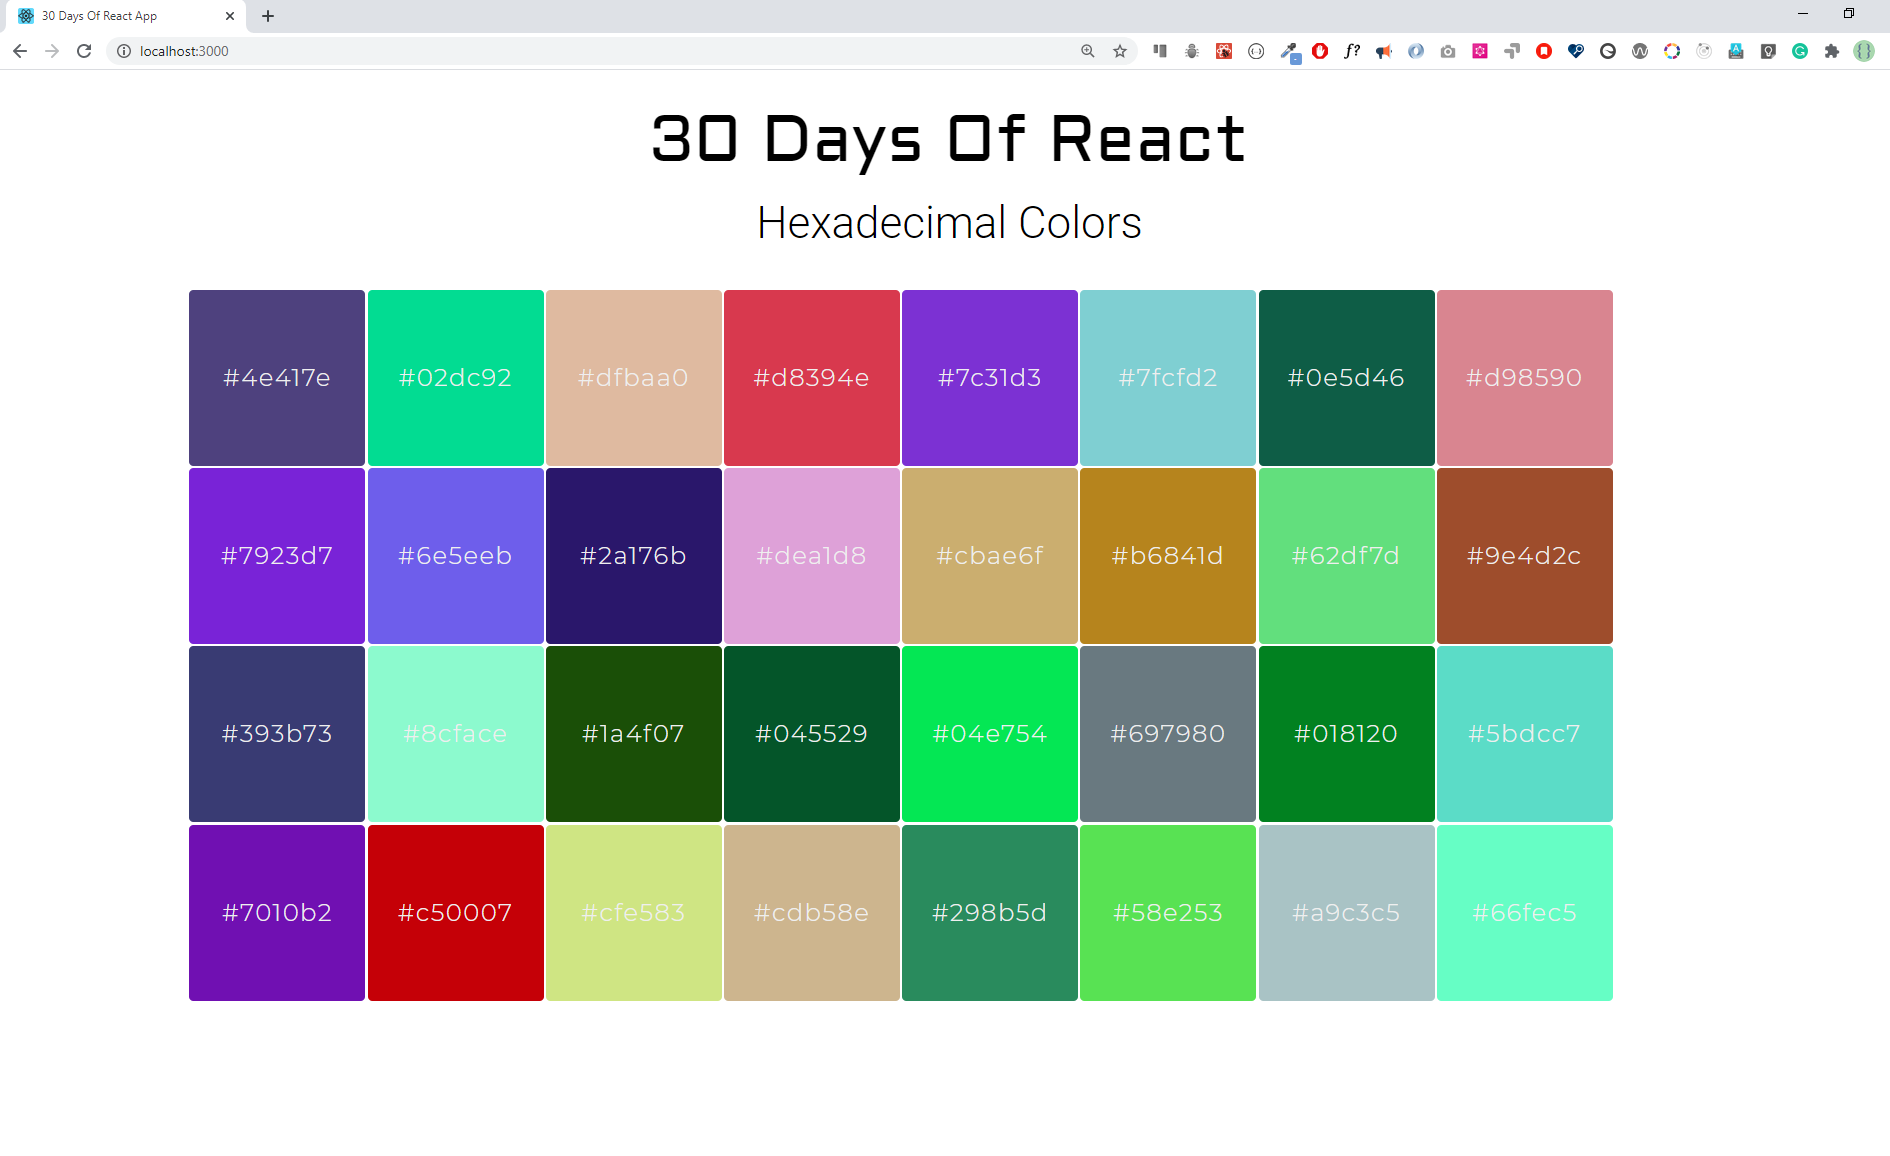 30 Days Of React App
localhost:3000
30 Days Of React
Hexadecimal Colors
#4e417e #02dc92 #dfbaa0 #d8394e #7c31d3 #7fcfd2 #0e5d46 #d98590
#7923d7 #6e5eeb #2a176b #dea1d8 #cbae6f #b6841d #62df7d #9e4d2c
#393b73 #8cface #1a4f07 #045529 #04e754 #697980 #018120 #5bdcc7
#7010b2 #c50007 #cfe583 #cdb58e #298b5d #58e253 #a9c3c5 #66fec5